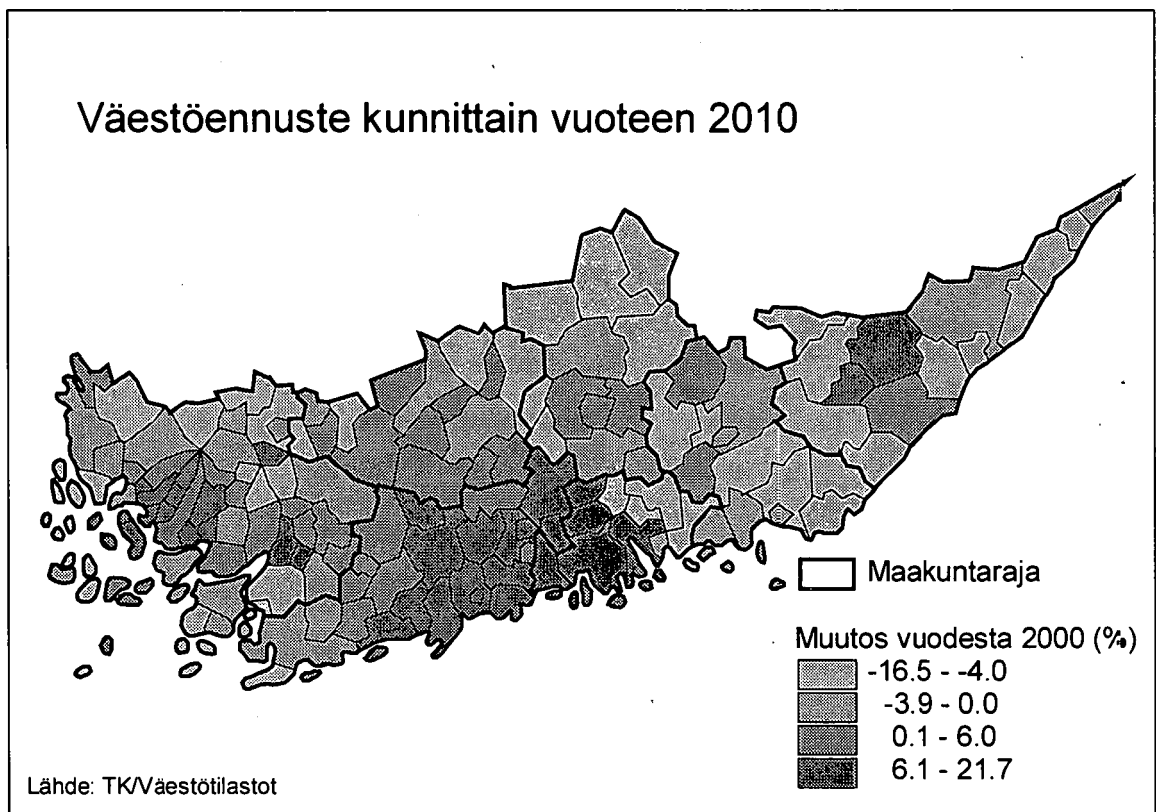 Väestöennuste kunnittain vuoteen 2010
Maakuntaraja
Muutos vuodesta 2000 (%)
-16.5 - -4.0
-3.9 - 0.0
0.1 - 6.0
6.1 - 21.7
Lähde: TK/Väestötilastot